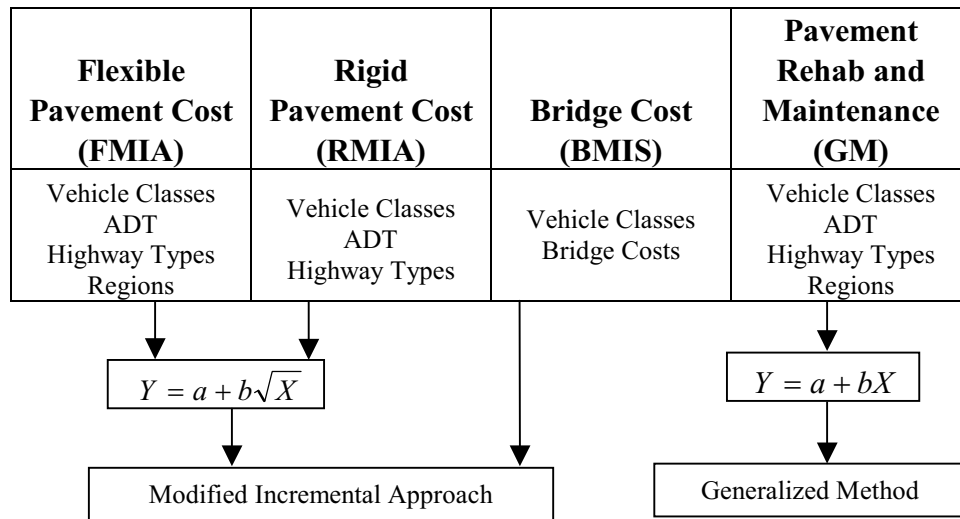 Flexible
Pavement Cost
(FMIA)
Rigid
Pavement Cost
(RMIA)
Bridge Cost
(BMIS)
Pavement
Rehab and
Maintenance
(GM)
Vehicle Classes
ADT
Highway Types
Regions
Vehicle Classes
ADT
Highway Types
Vehicle Classes
Bridge Costs
Vehicle Classes
ADT
Highway Types
Regions
Y = a + b√X
Y = a + bX
Modified Incremental Approach
Generalized Method